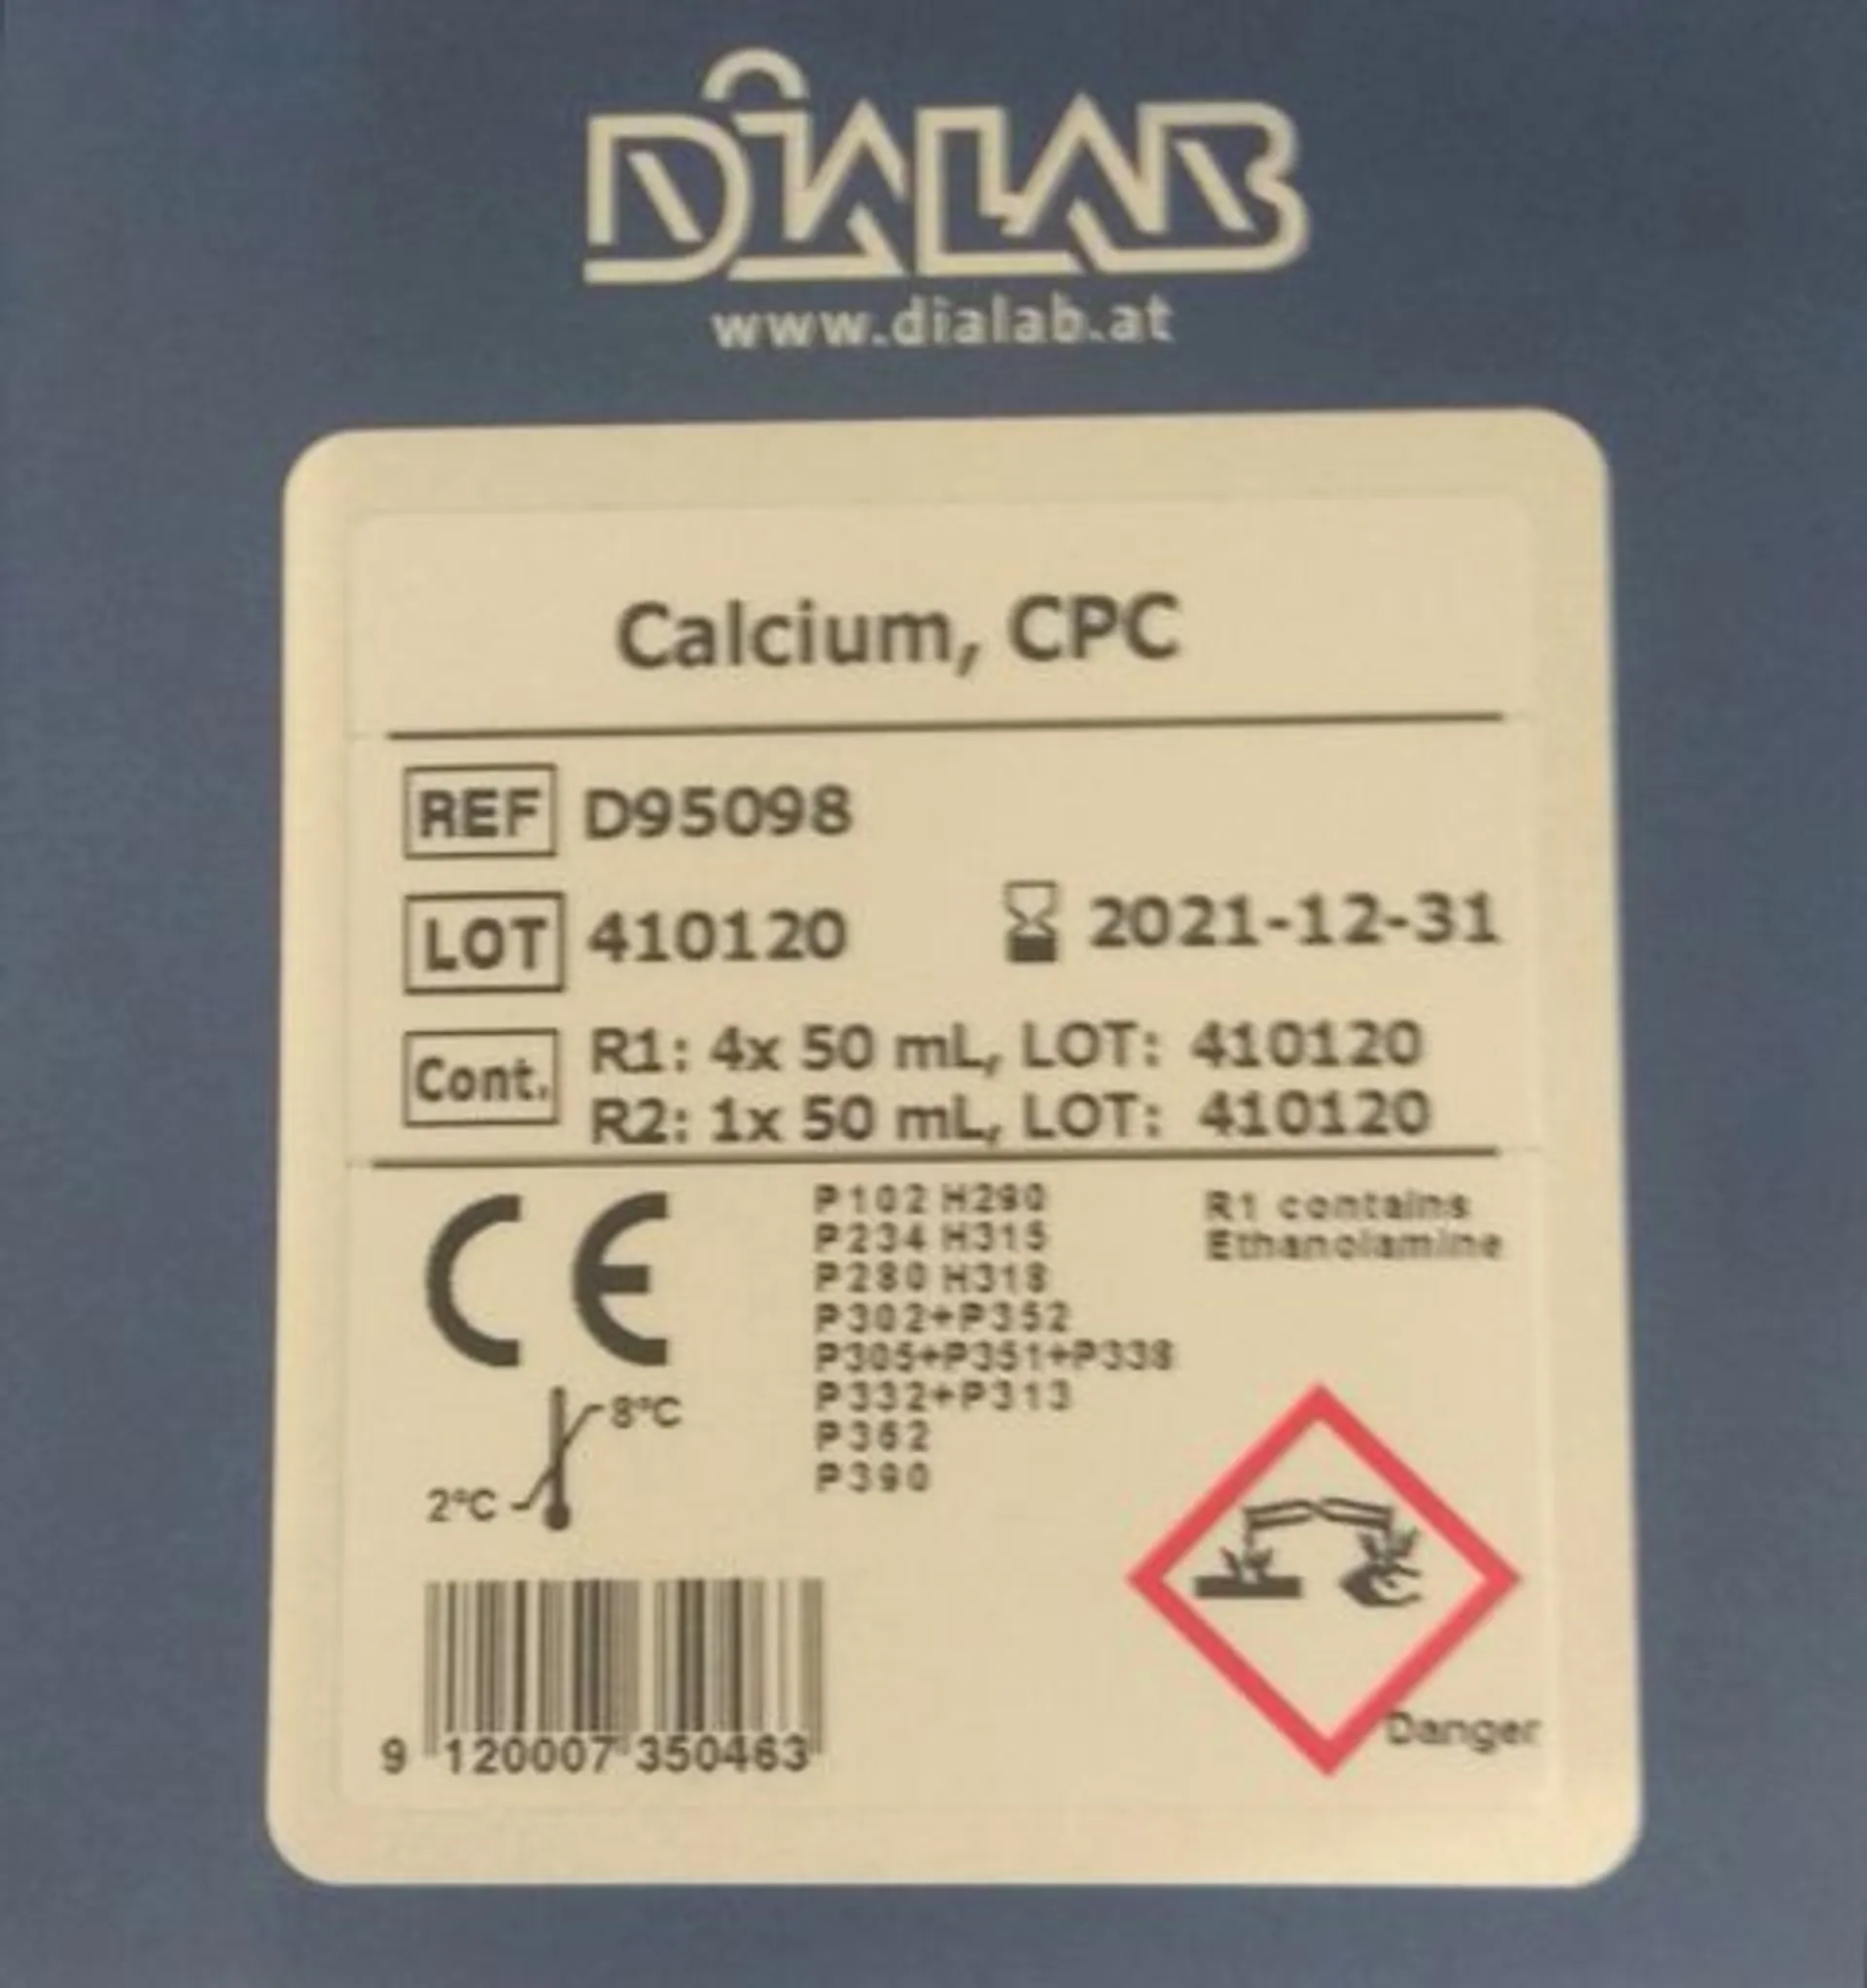 DIALAB
www.dialab.at
Calcium, CPC
REF D95098
LOT 410120 2021-12-31
Cont. R1: 4x 50 mL, LOT: 410120
R2: 1x 50 mL, LOT: 410120
CE
P102 H290
P234 H315
P280 H318
P302+P352
P305+P351+P338
P332+P313
P362
P390
R1 contains
Ethanolamine
8°C
2°C
9 120007 350463
Danger